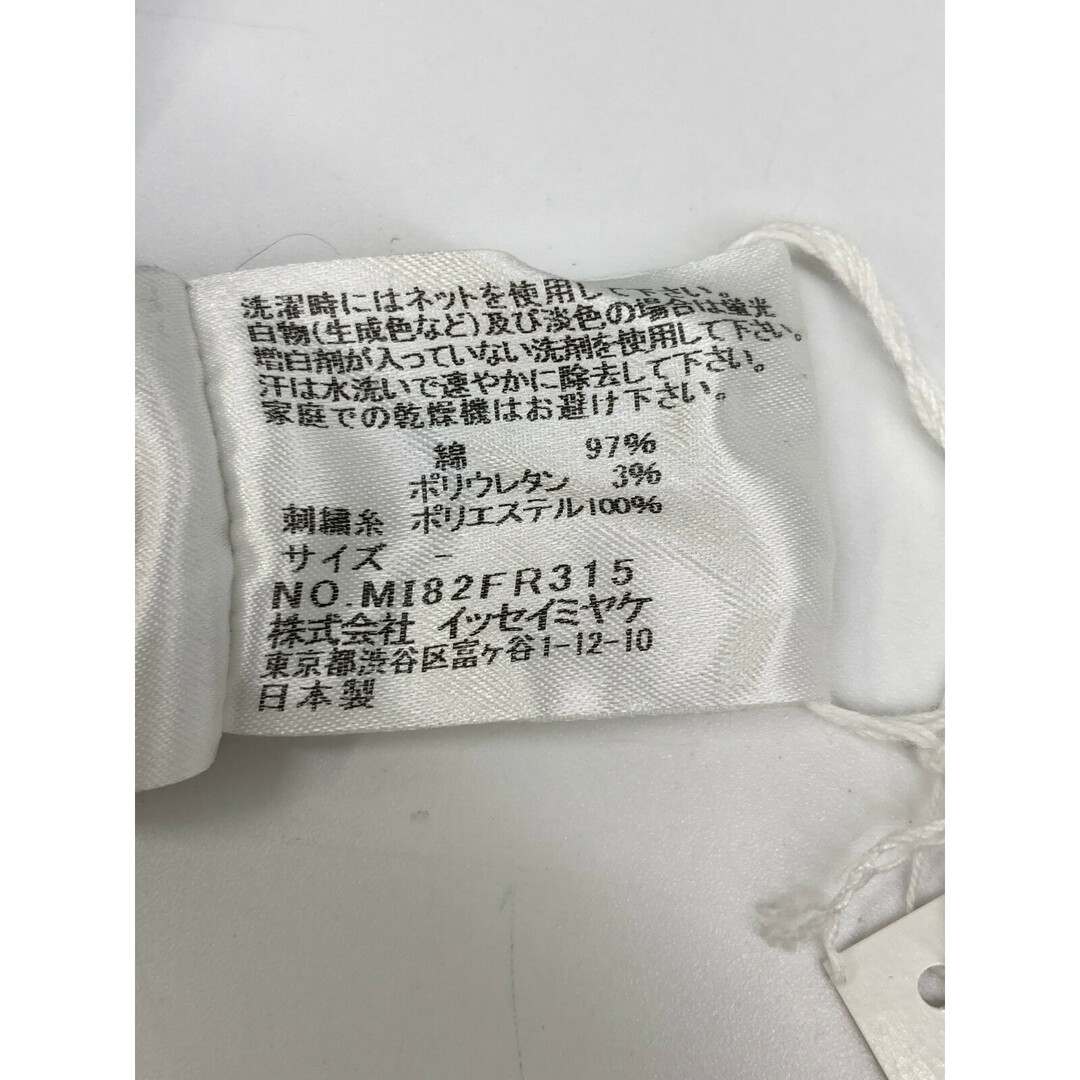 洗濯時にはネットを使用して下さい。
白物(生成色など)及び淡色の場合は蛍光
増白剤が入っていない洗剤を使用して下さい。
汗は水洗いで速やかに除去して下さい。
家庭での乾燥機はお避け下さい。
綿 97%
ポリウレタン 3%
刺繍糸 ポリエステル100%
サイズ -
NO.MI82FR315
株式会社 イッセイミヤケ
東京都渋谷区富ヶ谷1-12-10
日本製